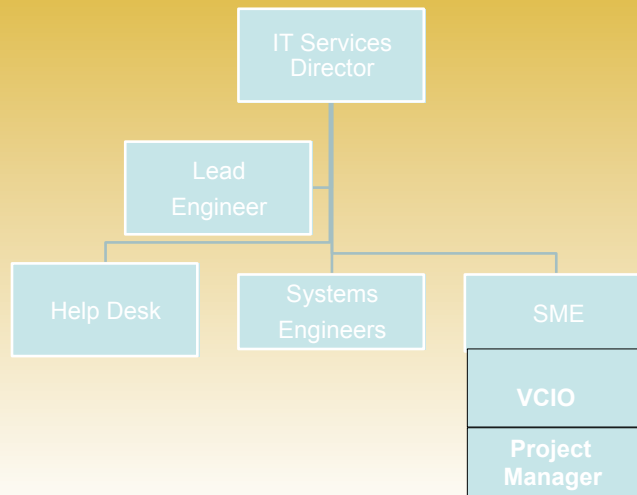 IT Services
Director
Lead
Engineer
Help Desk
Systems
Engineers
SME
VCIO
Project
Manager